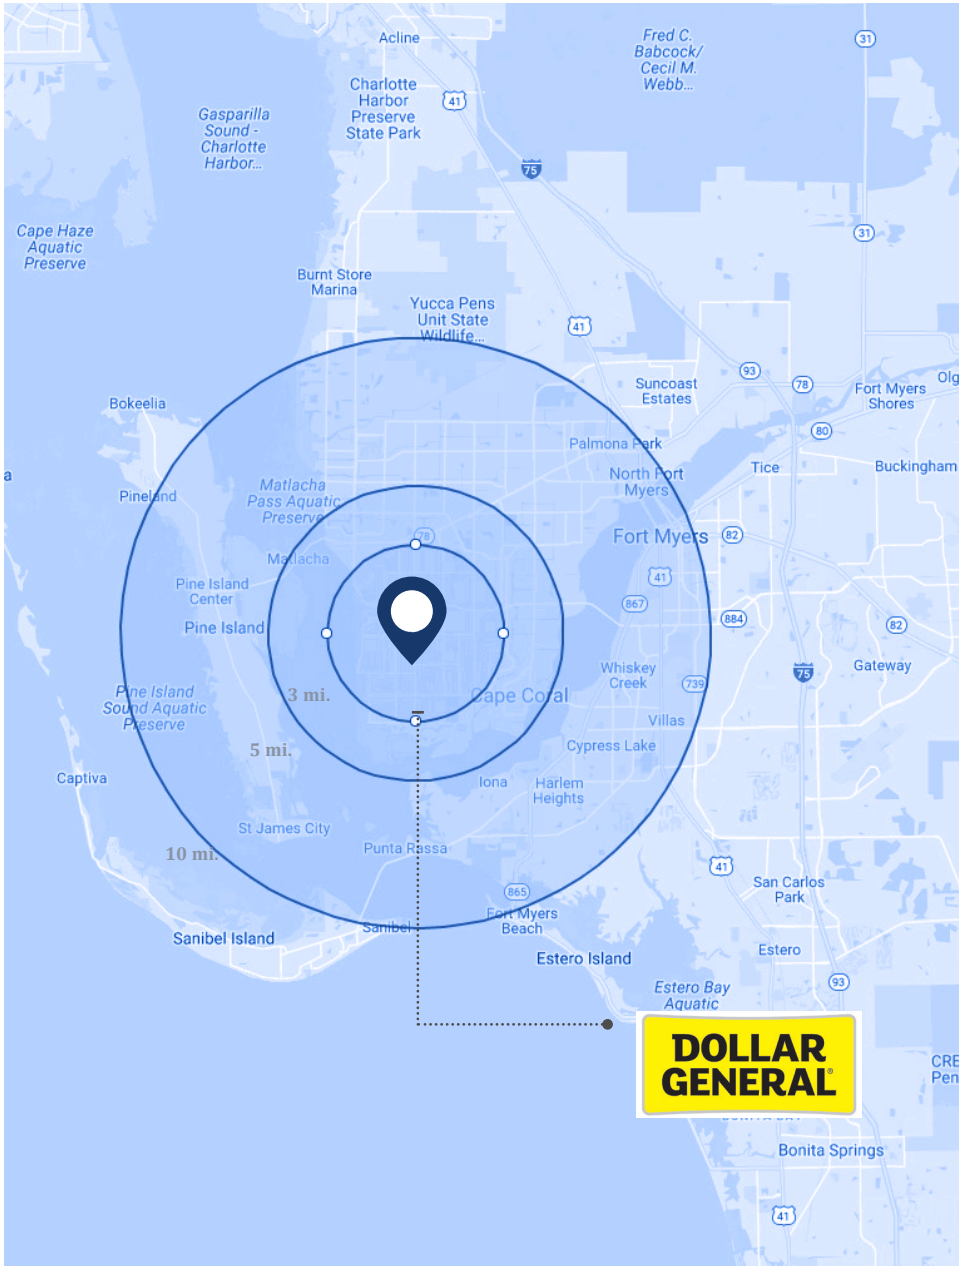 Acline
Fred C.
Babcock/
Cecil M.
Webb...
31
Charlotte
Harbor
Preserve
State Park
41
Gasparilla
Sound -
Charlotte
Harbor...
75
Cape Haze
Aquatic
Preserve
31
Burnt Store
Marina
Yucca Pens
Unit State
Wildlife...
41
93
78
Suncoast
Estates
Fort Myers
Shores
Olg
Bokeelia
80
Palmona Park
a
North Fort
Myers
Tice
Buckingham
Matlacha
Pass Aquatic
Preserve
Pineland
78
Fort Myers
82
Matlacha
41
Pine Island
Center
867
884
82
Pine Island
Whiskey
Creek
Gateway
75
739
3 mi.
Cape Coral
Pine Island
Sound Aquatic
Preserve
Villas
5 mi.
Cypress Lake
Captiva
Iona
Harlem
Heights
St James City
10 mi.
Punta Rassa
41
865
San Carlos
Park
Sanibel
Fort Myers
Beach
Sanibel Island
Estero Island
Estero
93
Estero Bay
Aquatic
DOLLAR
GENERAL®
CRE
Pen
Bonita Springs
41